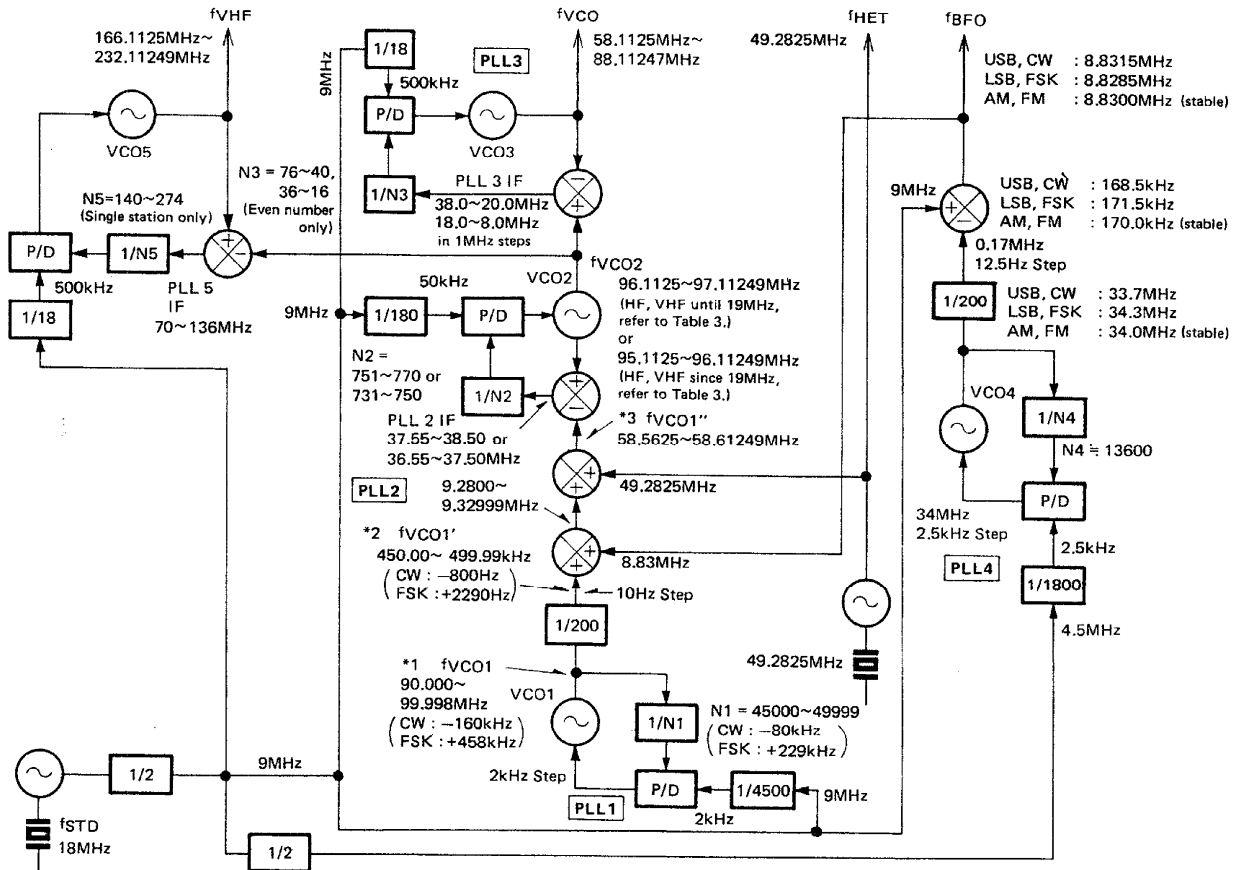 fVHF
166.1125MHz~
232.11249MHz
VCO5
N5=140~274
(Single station only)
P/D
1/N5
500kHz
1/18
PLL 5
IF
70~136MHz
9MHz
1/18
500kHz
PLL3
P/D
VCO3
N3 = 76~40,
36~16
(Even number
only)
1/N3
PLL 3 IF
38.0~20.0MHz
18.0~8.0MHz
in 1MHz steps
fVCO
58.1125MHz~
88.11247MHz
fHET
49.2825MHz
fBFO
USB, CW : 8.8315MHz
LSB, FSK : 8.8285MHz
AM, FM : 8.8300MHz (stable)
9MHz
USB, CW : 168.5kHz
LSB, FSK : 171.5kHz
AM, FM : 170.0kHz (stable)
0.17MHz
12.5Hz Step
1/200
USB, CW : 33.7MHz
LSB, FSK : 34.3MHz
AM, FM : 34.0MHz (stable)
VCO4
1/N4
N4≒13600
P/D
34MHz
2.5kHz Step
2.5kHz
PLL4
1/1800
4.5MHz
9MHz
1/180
50kHz
P/D
VCO2
fVCO2
96.1125~97.11249MHz
(HF, VHF until 19MHz,
refer to Table 3.)
or
95.1125~96.11249MHz
(HF, VHF since 19MHz,
refer to Table 3.)
N2 =
751~770 or
731~750
1/N2
PLL 2 IF
37.55~38.50 or
36.55~37.50MHz
*3 fVCO1''
58.5625~58.61249MHz
PLL2
9.2800~
9.32999MHz
49.2825MHz
*2 fVCO1'
450.00~499.99kHz
(CW : −800Hz
FSK : +2290Hz)
8.83MHz
10Hz Step
1/200
*1 fVCO1
90.000~
99.998MHz
(CW : −160kHz
FSK : +458kHz)
VCO1
1/N1
N1 = 45000~49999
(CW : −80kHz
FSK : +229kHz)
49.2825MHz
2kHz Step
PLL1
P/D
2kHz
1/4500
9MHz
1/2
9MHz
fSTD
18MHz
1/2